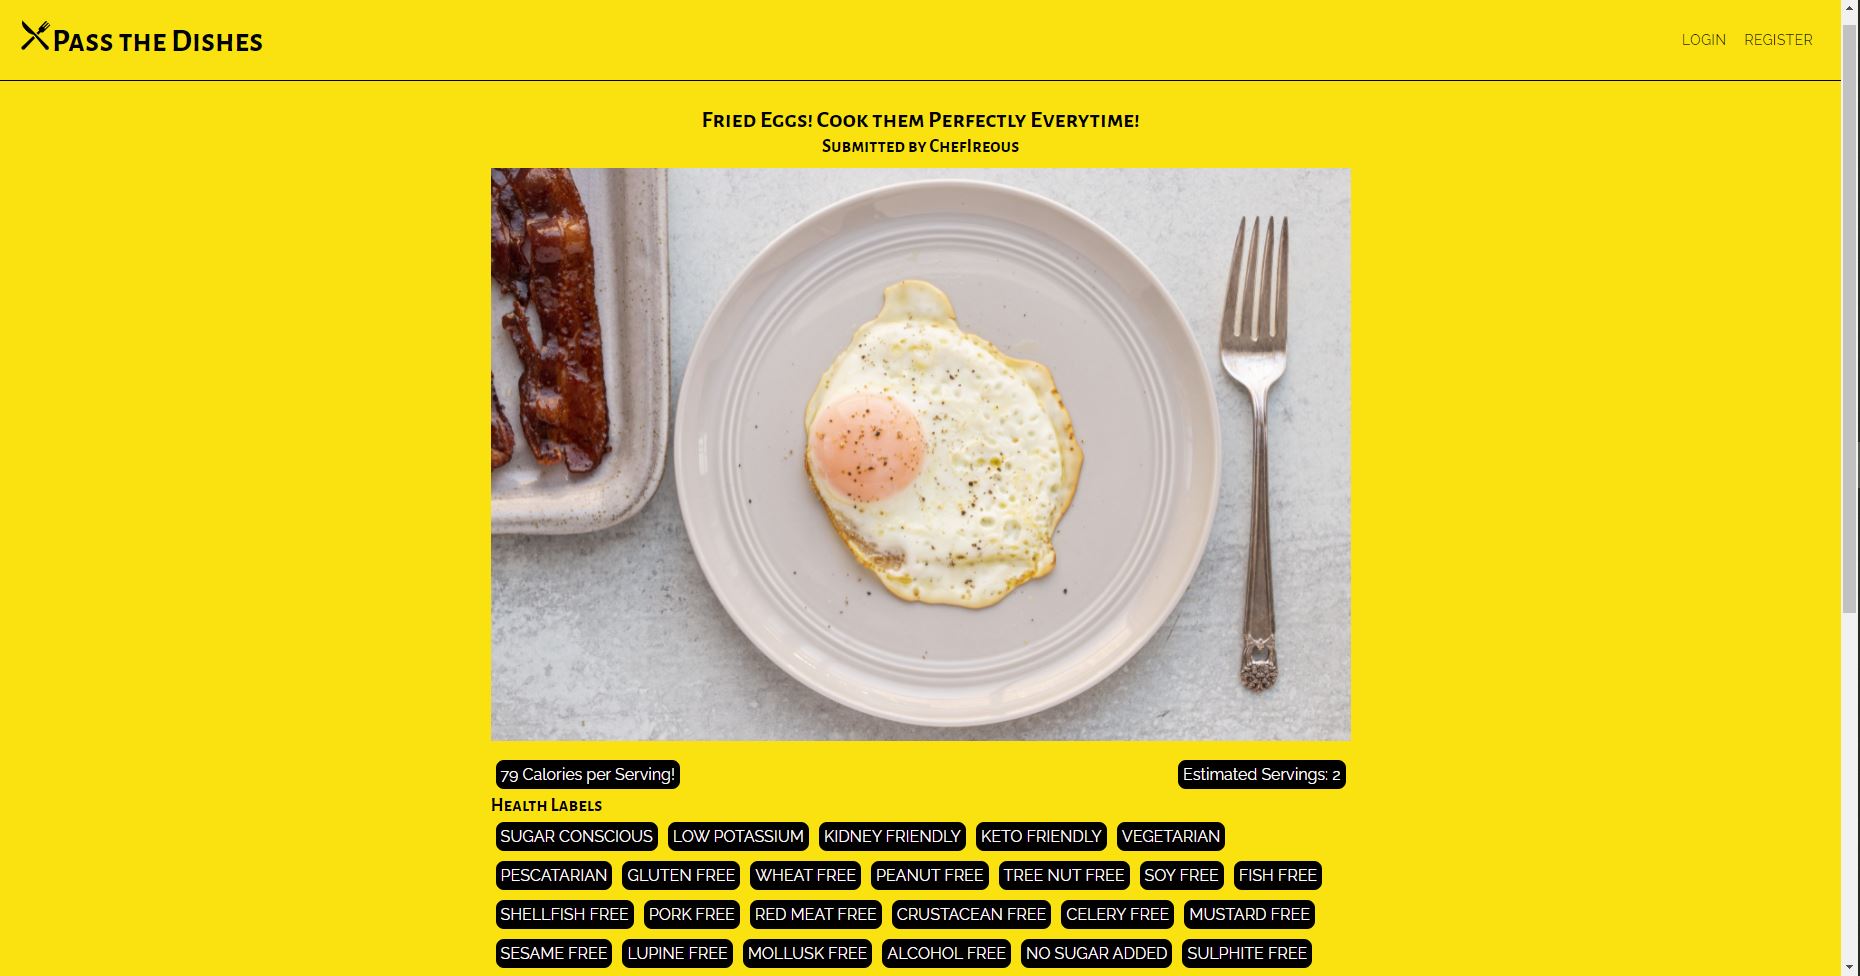 Pass the Dishes
LOGIN REGISTER
Fried Eggs! Cook them Perfectly Everytime!
Submitted by ChefIreous
79 Calories per Serving! Estimated Servings: 2
Health Labels
SUGAR CONSCIOUS LOW POTASSIUM KIDNEY FRIENDLY KETO FRIENDLY VEGETARIAN
PESCATARIAN GLUTEN FREE WHEAT FREE PEANUT FREE TREE NUT FREE SOY FREE FISH FREE
SHELLFISH FREE PORK FREE RED MEAT FREE CRUSTACEAN FREE CELERY FREE MUSTARD FREE
SESAME FREE LUPINE FREE MOLLUSK FREE ALCOHOL FREE NO SUGAR ADDED SULPHITE FREE